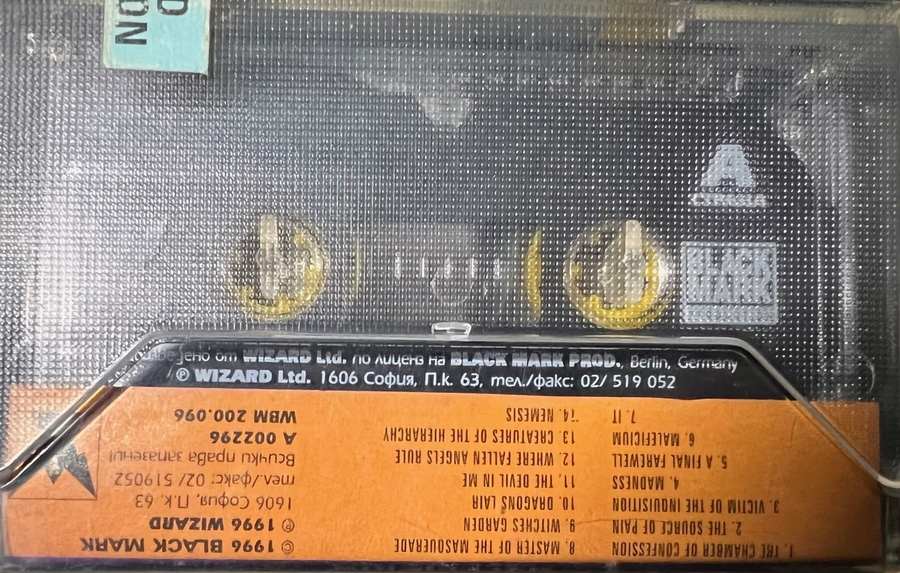 D
ON
A
СТРАНА
BLACK
MARK
ено от WIZARD Ltd. по лиценз на BLACK MARK PROD., Berlin, Germany
℗ WIZARD Ltd. 1606 София, П.к. 63, тел./факс: 02/ 519 052
1. THE CHAMBER OF CONFESSION
2. THE SOURCE OF PAIN
3. VICTIM OF THE INQUISITION
4. MADNESS
5. A FINAL FAREWELL
6. MALEFICIUM
7. IT
8. MASTER OF THE MASQUERADE
9. WITCHES GARDEN
10. DRAGONS LAIR
11. THE DEVIL IN ME
12. WHERE FALLEN ANGELS RULE
13. CREATURES OF THE HIERARCHY
14. NEMESIS
© 1996 BLACK MARK
℗ 1996 WIZARD
1606 София, П.к. 63
тел./факс: 02/ 519052
Всички права запазени!
A 002296
WBM 200.096